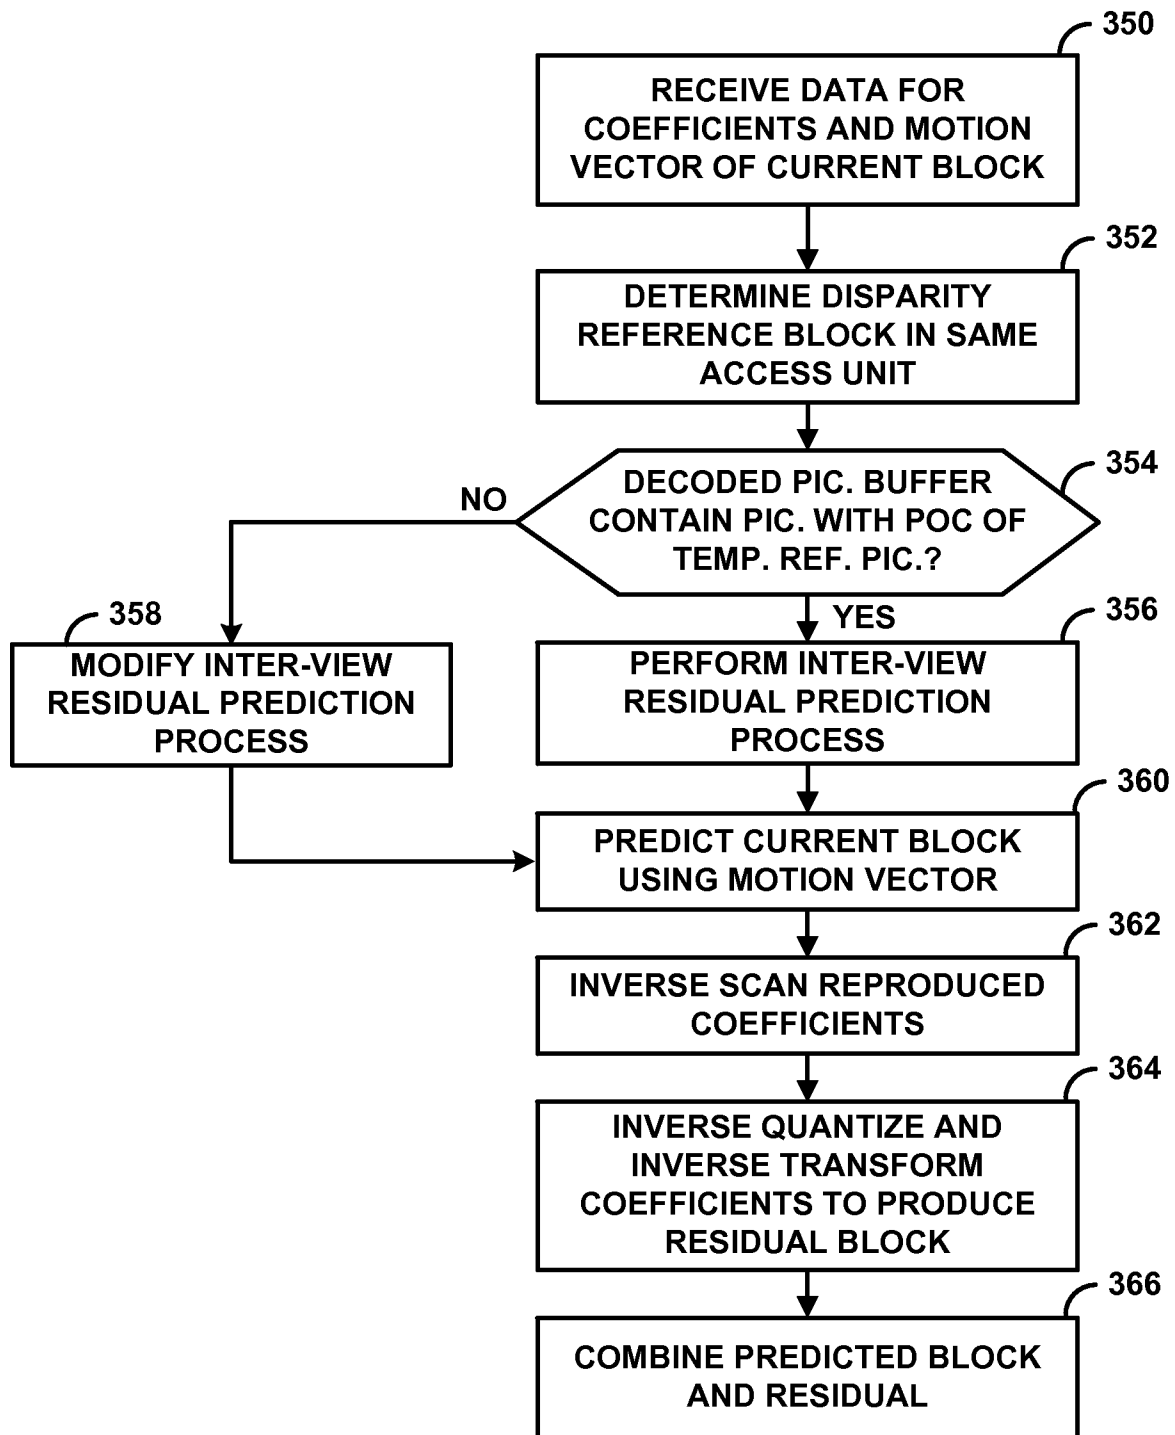 350
RECEIVE DATA FOR
COEFFICIENTS AND MOTION
VECTOR OF CURRENT BLOCK
352
DETERMINE DISPARITY
REFERENCE BLOCK IN SAME
ACCESS UNIT
354
DECODED PIC. BUFFER
CONTAIN PIC. WITH POC OF
TEMP. REF. PIC.?
NO
YES
358
MODIFY INTER-VIEW
RESIDUAL PREDICTION
PROCESS
356
PERFORM INTER-VIEW
RESIDUAL PREDICTION
PROCESS
360
PREDICT CURRENT BLOCK
USING MOTION VECTOR
362
INVERSE SCAN REPRODUCED
COEFFICIENTS
364
INVERSE QUANTIZE AND
INVERSE TRANSFORM
COEFFICIENTS TO PRODUCE
RESIDUAL BLOCK
366
COMBINE PREDICTED BLOCK
AND RESIDUAL